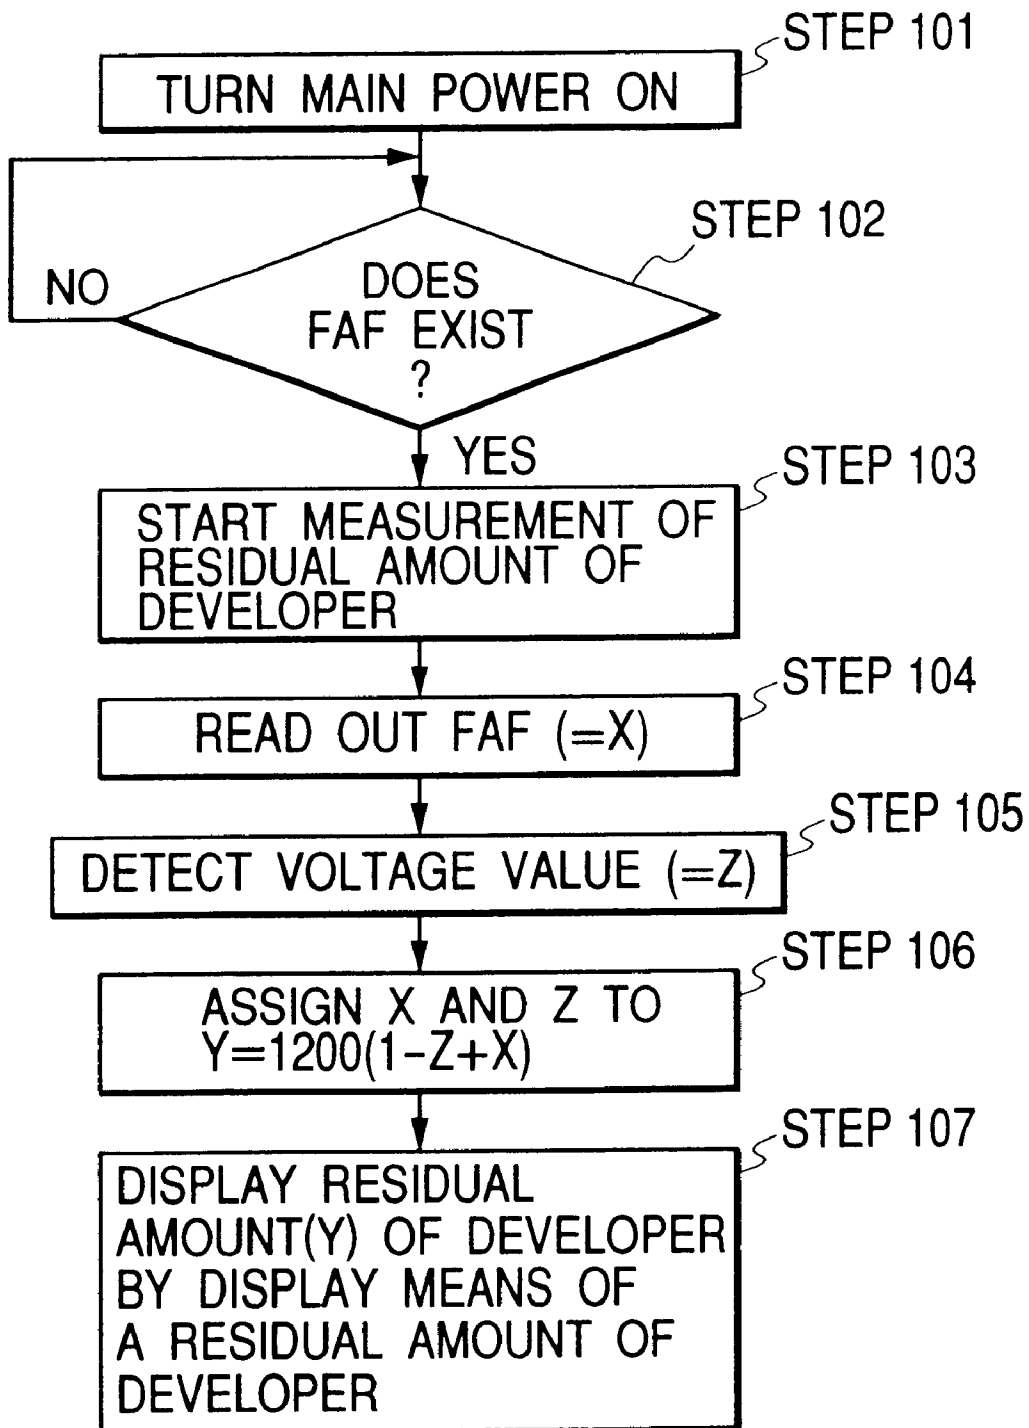 STEP 101
TURN MAIN POWER ON
STEP 102
NO
DOES
FAF EXIST
?
YES
STEP 103
START MEASUREMENT OF
RESIDUAL AMOUNT OF
DEVELOPER
STEP 104
READ OUT FAF (=X)
STEP 105
DETECT VOLTAGE VALUE (=Z)
STEP 106
ASSIGN X AND Z TO
Y=1200(1-Z+X)
STEP 107
DISPLAY RESIDUAL
AMOUNT(Y) OF DEVELOPER
BY DISPLAY MEANS OF
A RESIDUAL AMOUNT OF
DEVELOPER